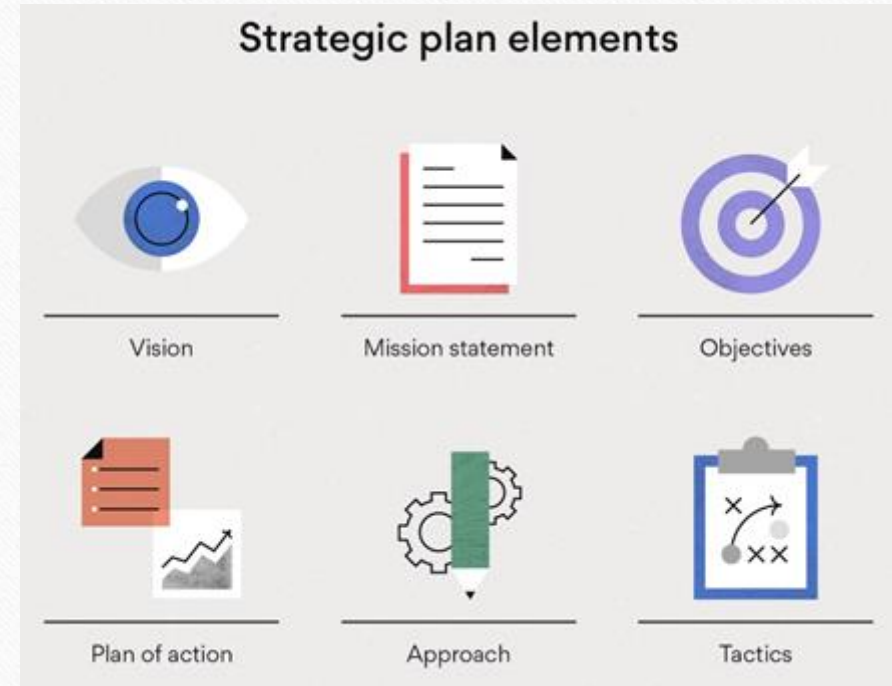 Strategic plan elements
Vision
Mission statement
Objectives
Plan of action
Approach
Tactics